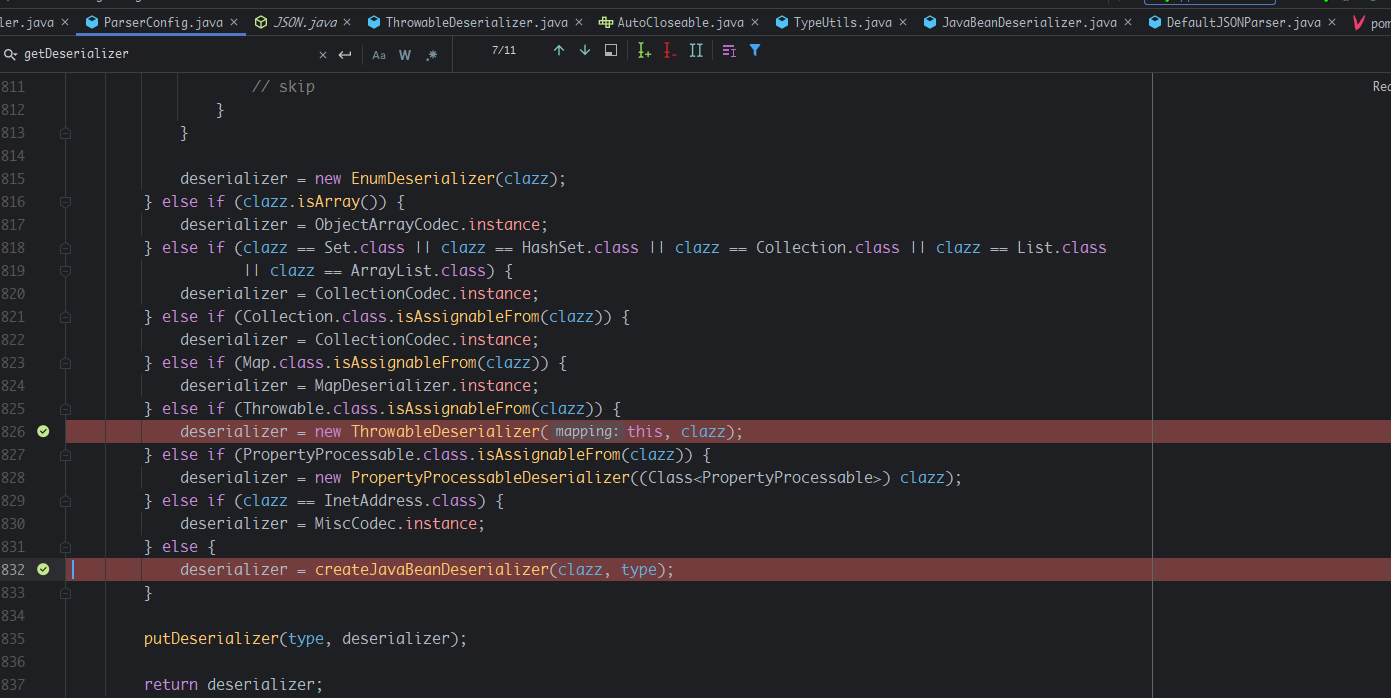 ler.java × ParserConfig.java × JSON.java × ThrowableDeserializer.java × AutoCloseable.java × TypeUtils.java × JavaBeanDeserializer.java × DefaultJSONParser.java × pom
getDeserializer × Aa W .* 7/11
Rec
811 // skip
812 }
813 }
814
815 deserializer = new EnumDeserializer(clazz);
816 } else if (clazz.isArray()) {
817 deserializer = ObjectArrayCodec.instance;
818 } else if (clazz == Set.class || clazz == HashSet.class || clazz == Collection.class || clazz == List.class
819 || clazz == ArrayList.class) {
820 deserializer = CollectionCodec.instance;
821 } else if (Collection.class.isAssignableFrom(clazz)) {
822 deserializer = CollectionCodec.instance;
823 } else if (Map.class.isAssignableFrom(clazz)) {
824 deserializer = MapDeserializer.instance;
825 } else if (Throwable.class.isAssignableFrom(clazz)) {
826 deserializer = new ThrowableDeserializer( mapping: this, clazz);
827 } else if (PropertyProcessable.class.isAssignableFrom(clazz)) {
828 deserializer = new PropertyProcessableDeserializer((Class<PropertyProcessable>) clazz);
829 } else if (clazz == InetAddress.class) {
830 deserializer = MiscCodec.instance;
831 } else {
832 deserializer = createJavaBeanDeserializer(clazz, type);
833 }
834
835 putDeserializer(type, deserializer);
836
837 return deserializer;